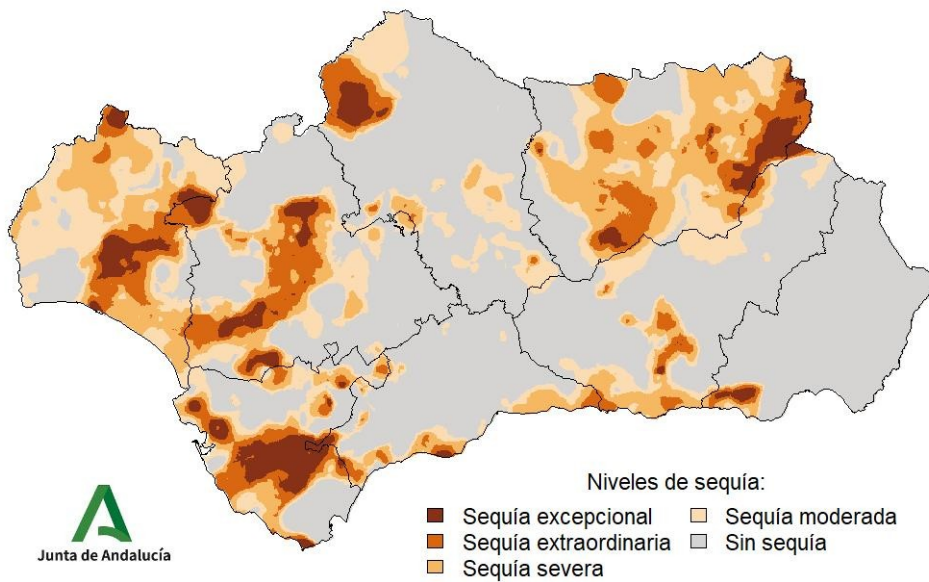 Niveles de sequía:
Sequía excepcional
Sequía extraordinaria
Sequía severa
Sequía moderada
Sin sequía
Junta de Andalucía